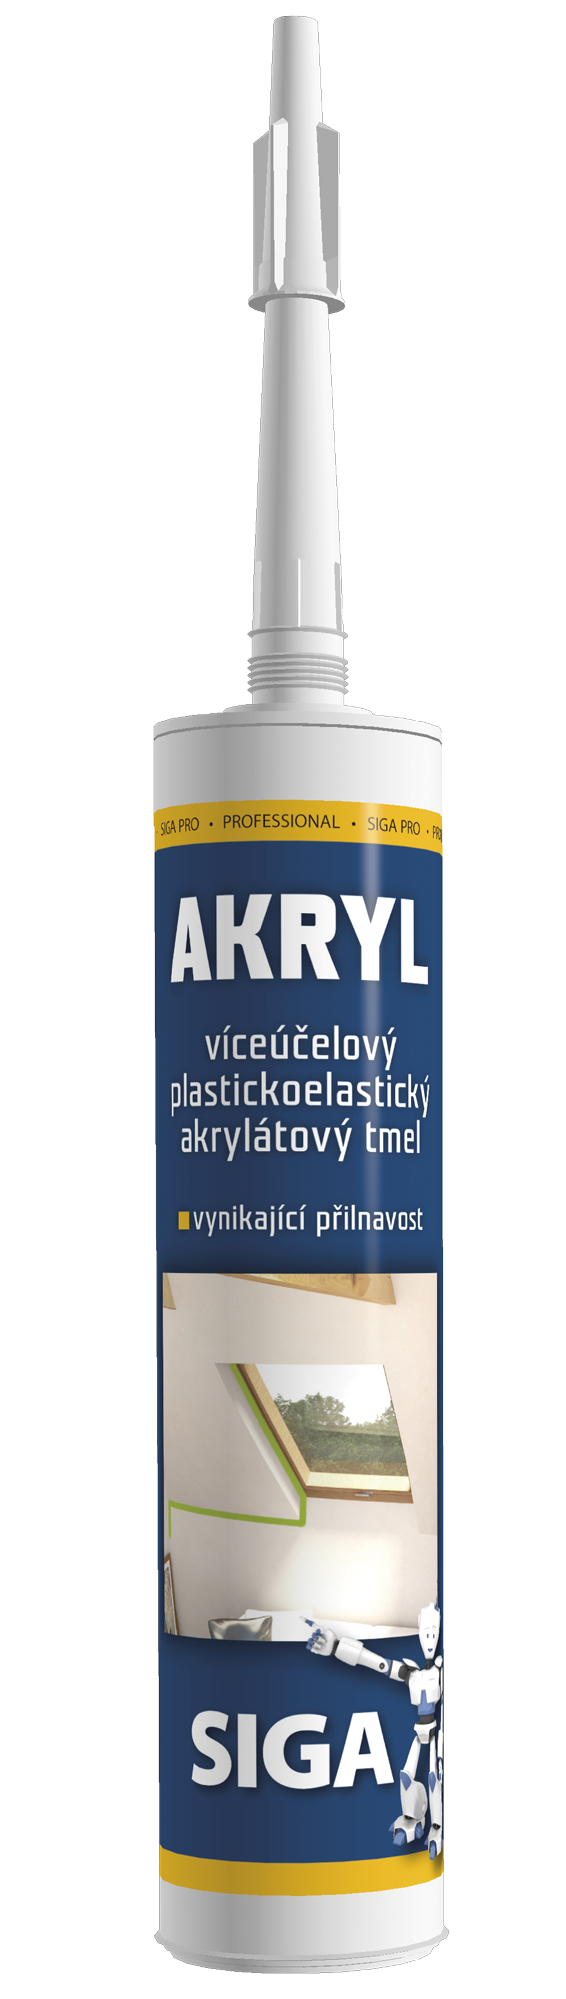 SIGA PRO • PROFESSIONAL • SIGA PRO •
AKRYL
víceúčelový
plastickoelastický
akrylátový tmel
vynikající přilnavost
SIGA